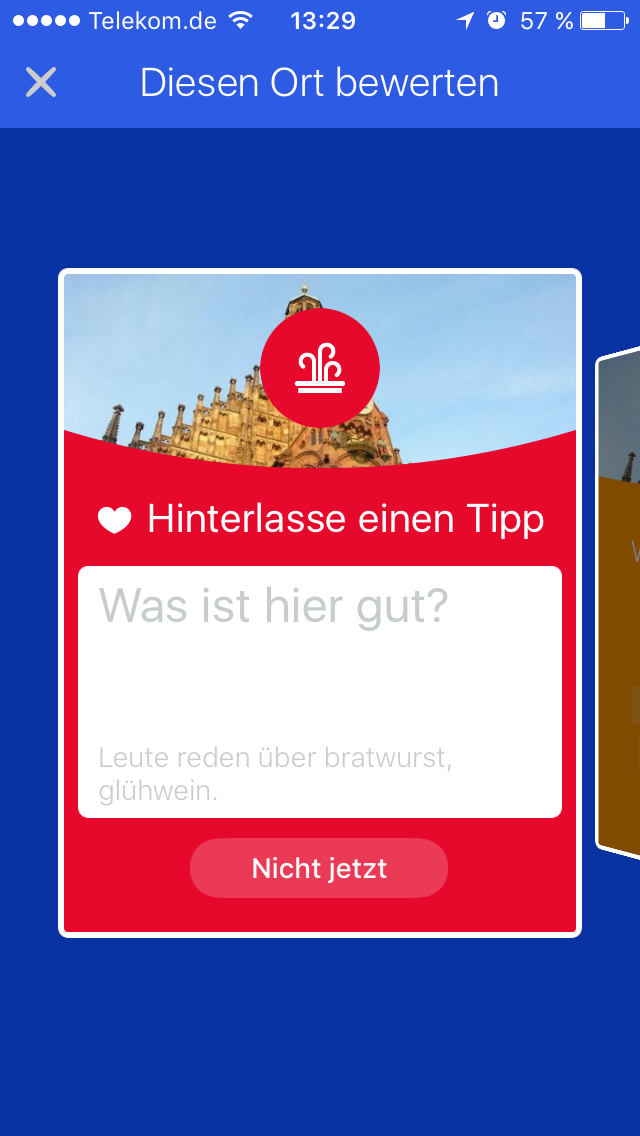 Telekom.de 13:29 57 %
Diesen Ort bewerten
Hinterlasse einen Tipp
Was ist hier gut?
Leute reden über bratwurst,
glühwein.
Nicht jetzt